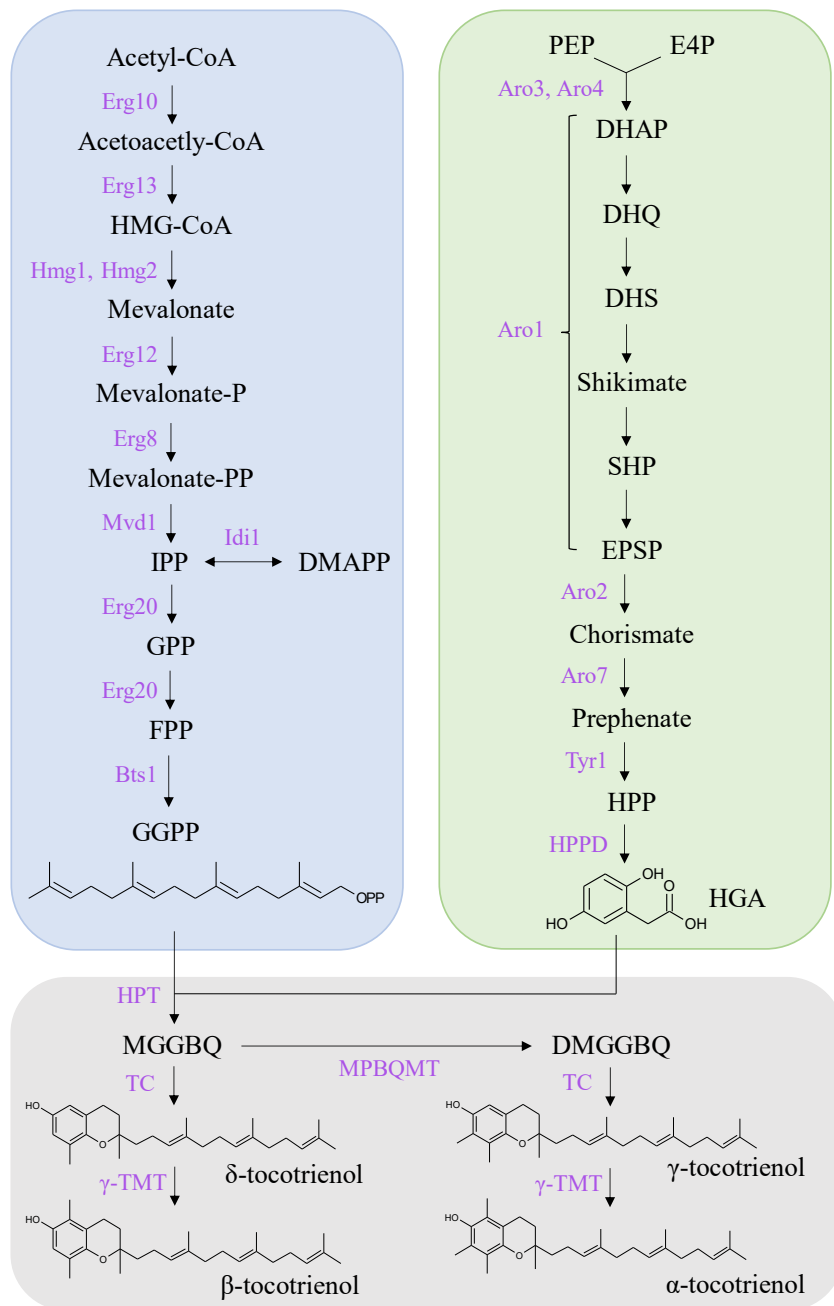 Acetyl-CoA
Erg10
Acetoacetly-CoA
Erg13
HMG-CoA
Hmg1, Hmg2
Mevalonate
Erg12
Mevalonate-P
Erg8
Mevalonate-PP
Mvd1
Idi1
IPP
DMAPP
Erg20
GPP
Erg20
FPP
Bts1
GGPP
OPP
PEP
E4P
Aro3, Aro4
DHAP
DHQ
DHS
Aro1
Shikimate
SHP
EPSP
Aro2
Chorismate
Aro7
Prephenate
Tyr1
HPP
HPPD
OH
O
HO
OH
HGA
HPT
MGGBQ
MPBQMT
DMGGBQ
TC
HO
O
δ-tocotrienol
γ-TMT
HO
O
β-tocotrienol
TC
HO
O
γ-tocotrienol
γ-TMT
HO
O
α-tocotrienol